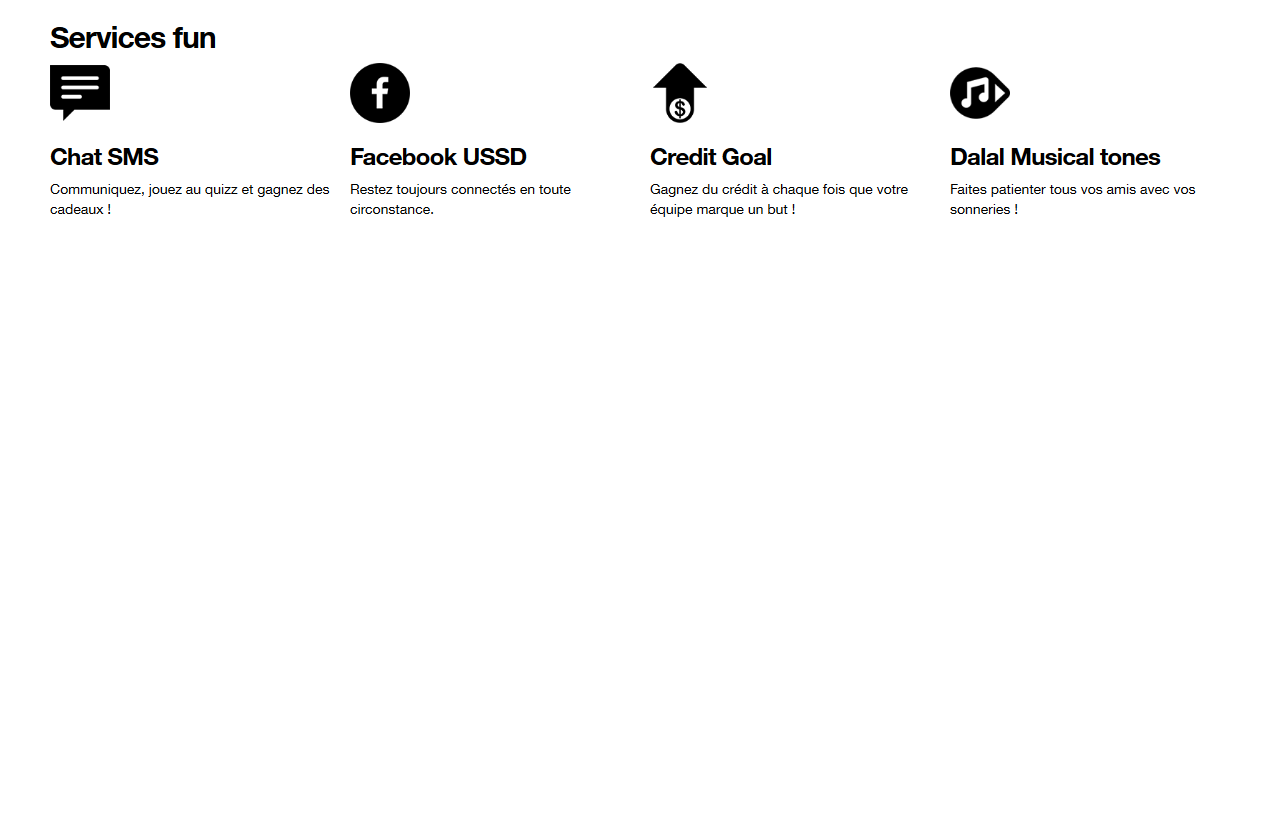 Services fun
Chat SMS
Communiquez, jouez au quizz et gagnez des
cadeaux !
Facebook USSD
Restez toujours connectés en toute
circonstance.
Credit Goal
Gagnez du crédit à chaque fois que votre
équipe marque un but !
Dalal Musical tones
Faites patienter tous vos amis avec vos
sonneries !